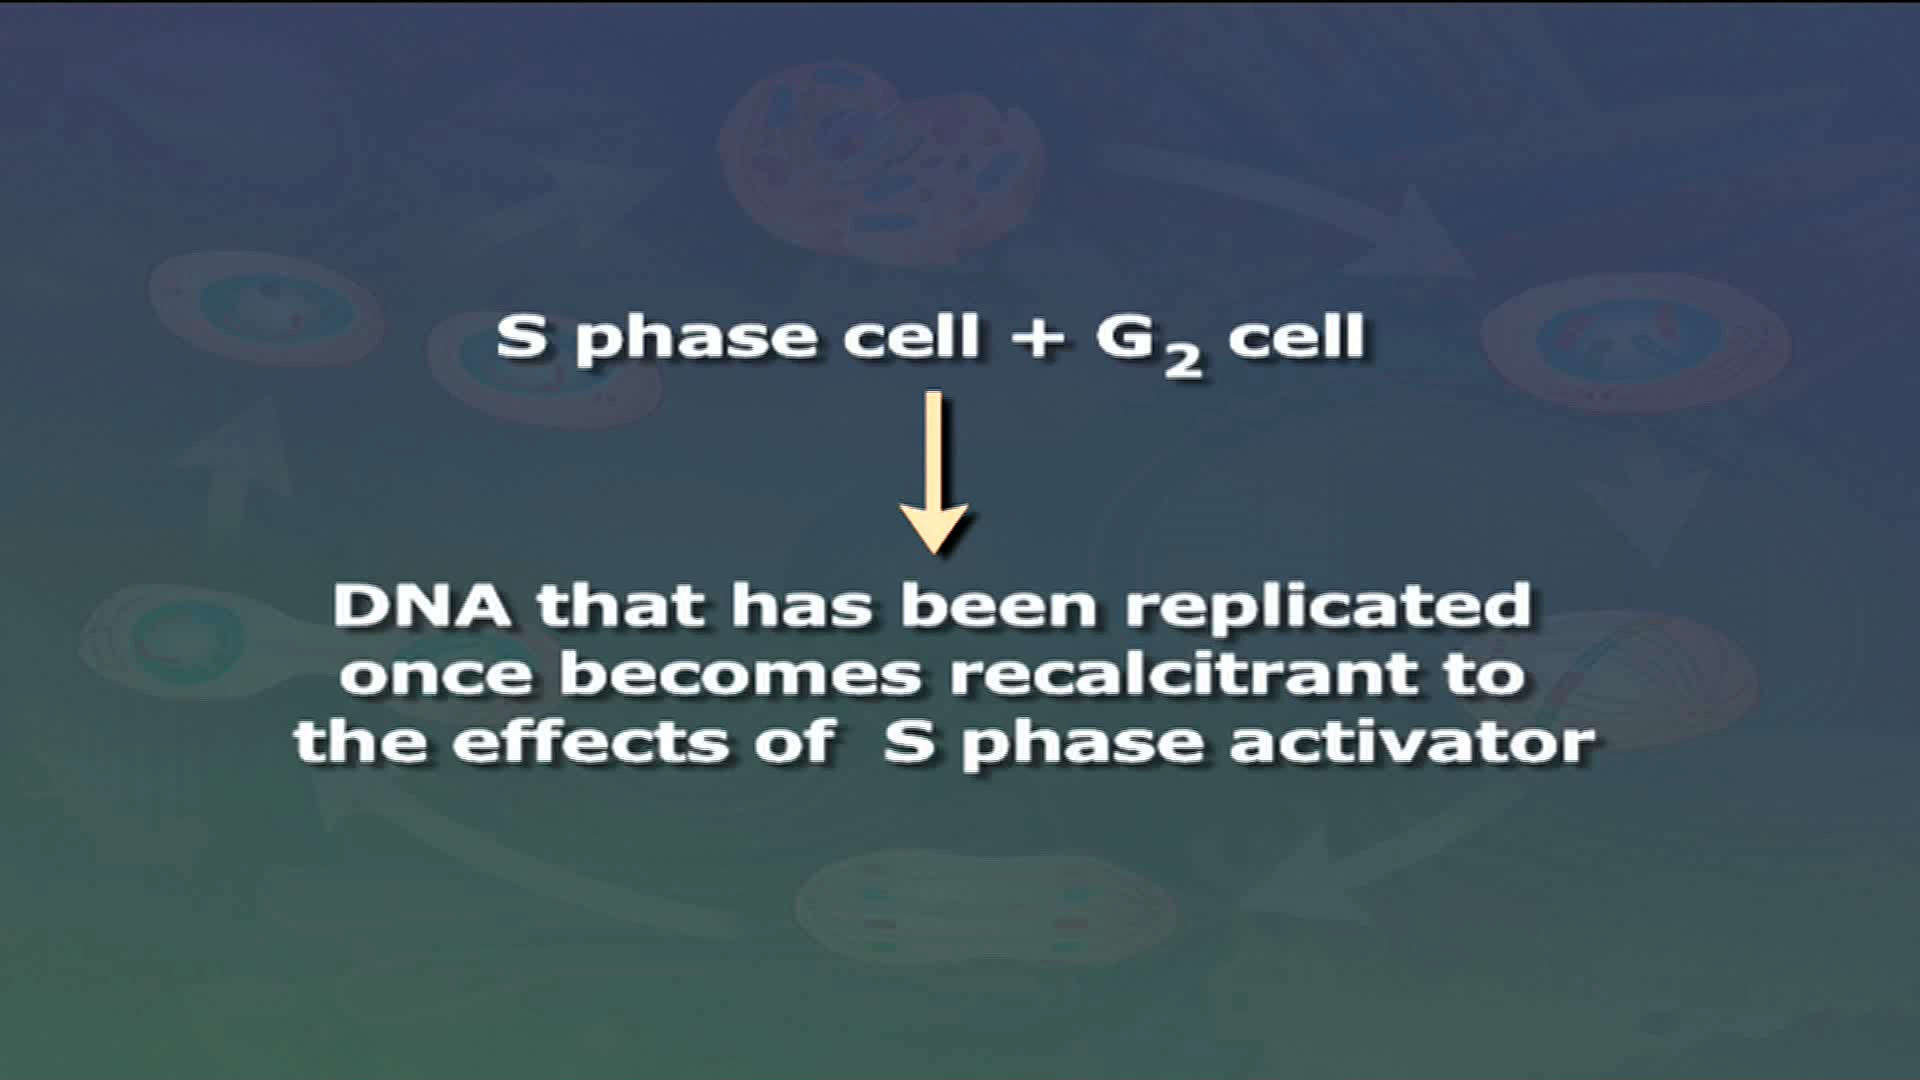 S phase cell + G₂ cell
DNA that has been replicated
once becomes recalcitrant to
the effects of S phase activator